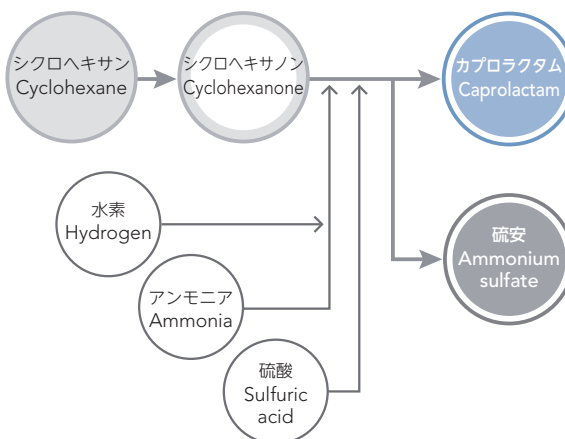 シクロヘキサン
Cyclohexane
シクロヘキサノン
Cyclohexanone
カプロラクタム
Caprolactam
水素
Hydrogen
硫安
Ammonium
sulfate
アンモニア
Ammonia
硫酸
Sulfuric
acid